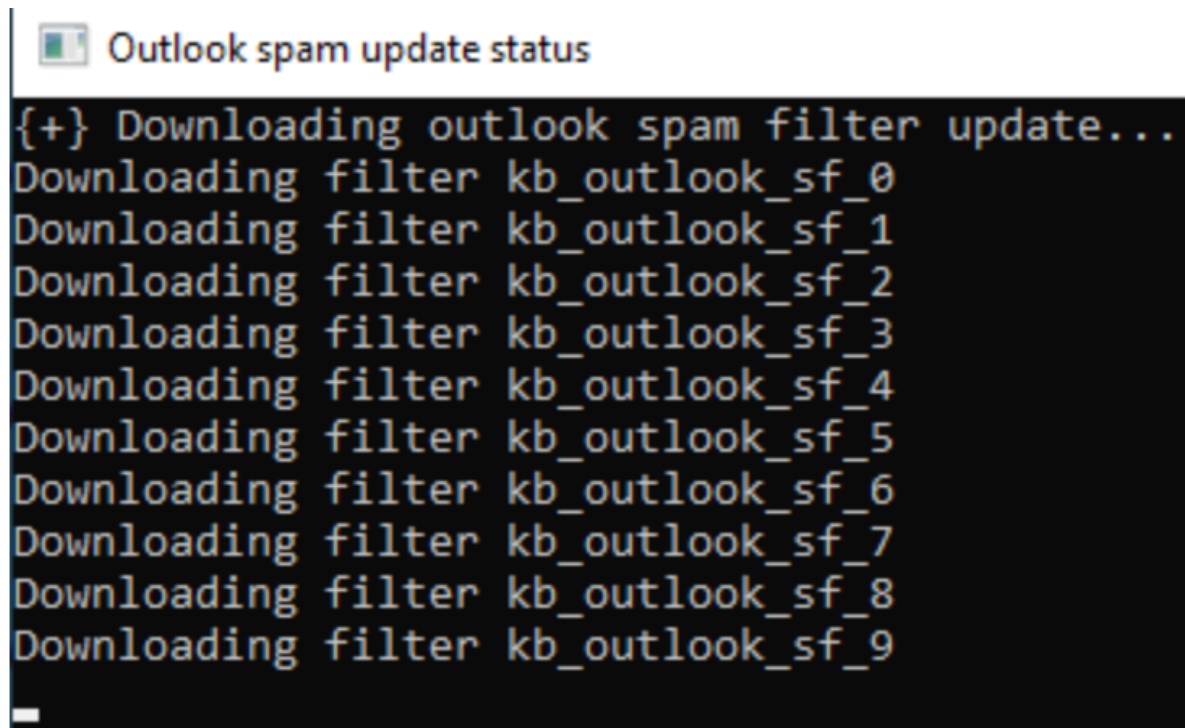 Outlook spam update status
{+} Downloading outlook spam filter update...
Downloading filter kb_outlook_sf_0
Downloading filter kb_outlook_sf_1
Downloading filter kb_outlook_sf_2
Downloading filter kb_outlook_sf_3
Downloading filter kb_outlook_sf_4
Downloading filter kb_outlook_sf_5
Downloading filter kb_outlook_sf_6
Downloading filter kb_outlook_sf_7
Downloading filter kb_outlook_sf_8
Downloading filter kb_outlook_sf_9